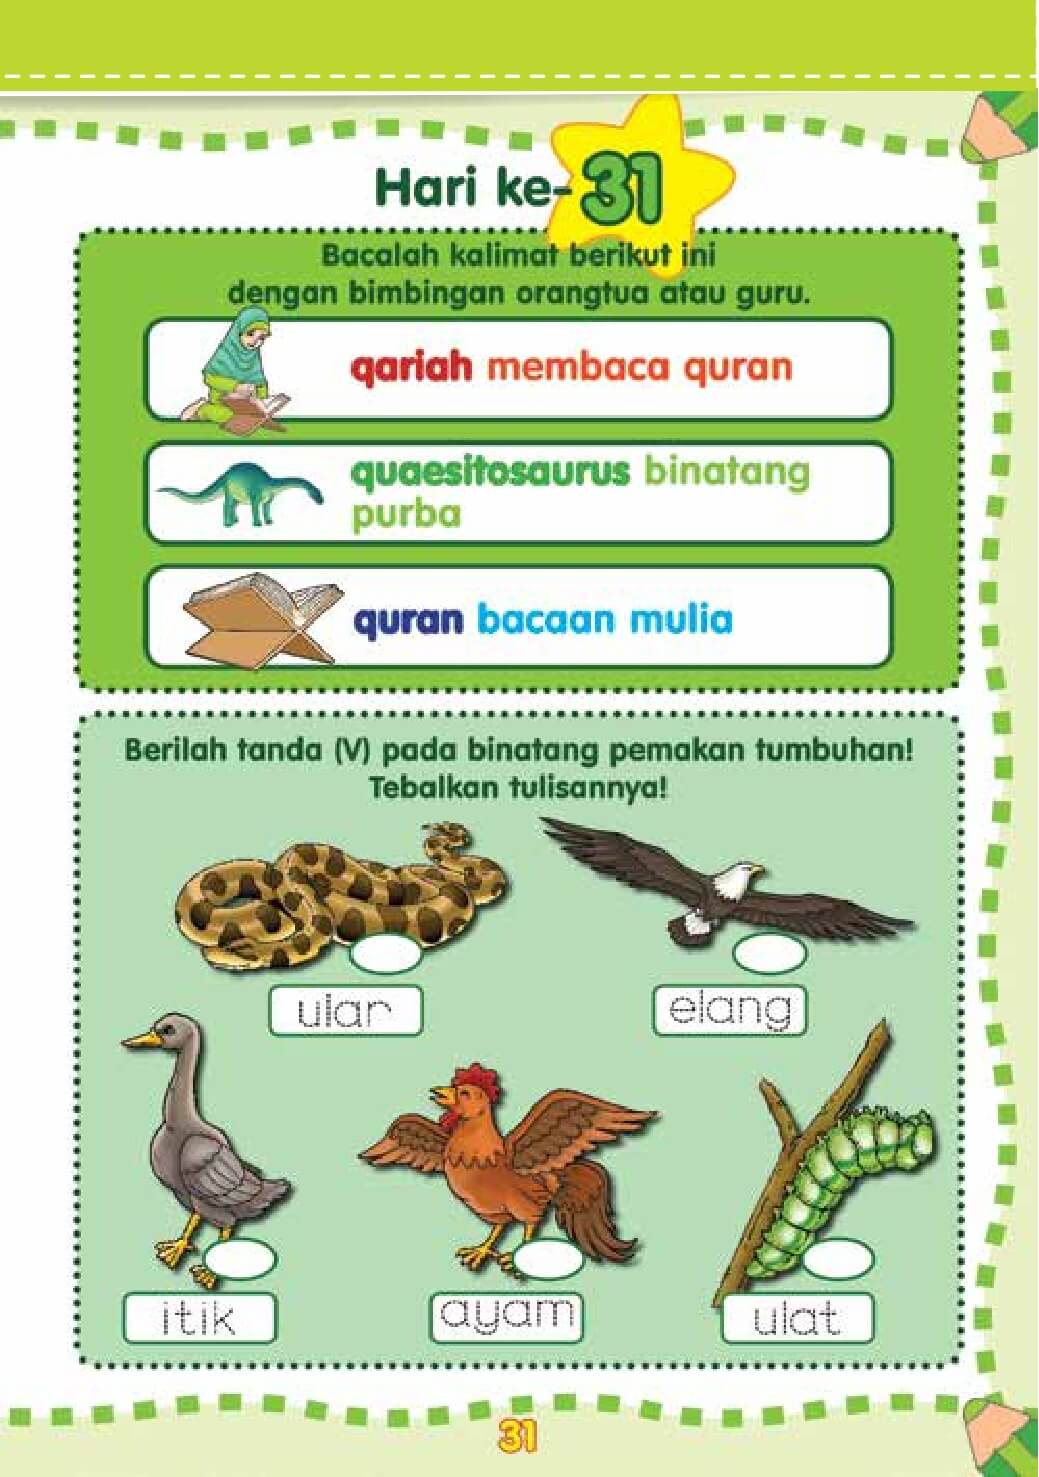 Hari ke-31
Bacalah kalimat berikut ini
dengan bimbingan orangtua atau guru.
qariah membaca quran
quaesitosaurus binatang
purba
quran bacaan mulia
Berilah tanda (V) pada binatang pemakan tumbuhan!
Tebalkan tulisannya!
ular
elang
itik
ayam
ulat
31